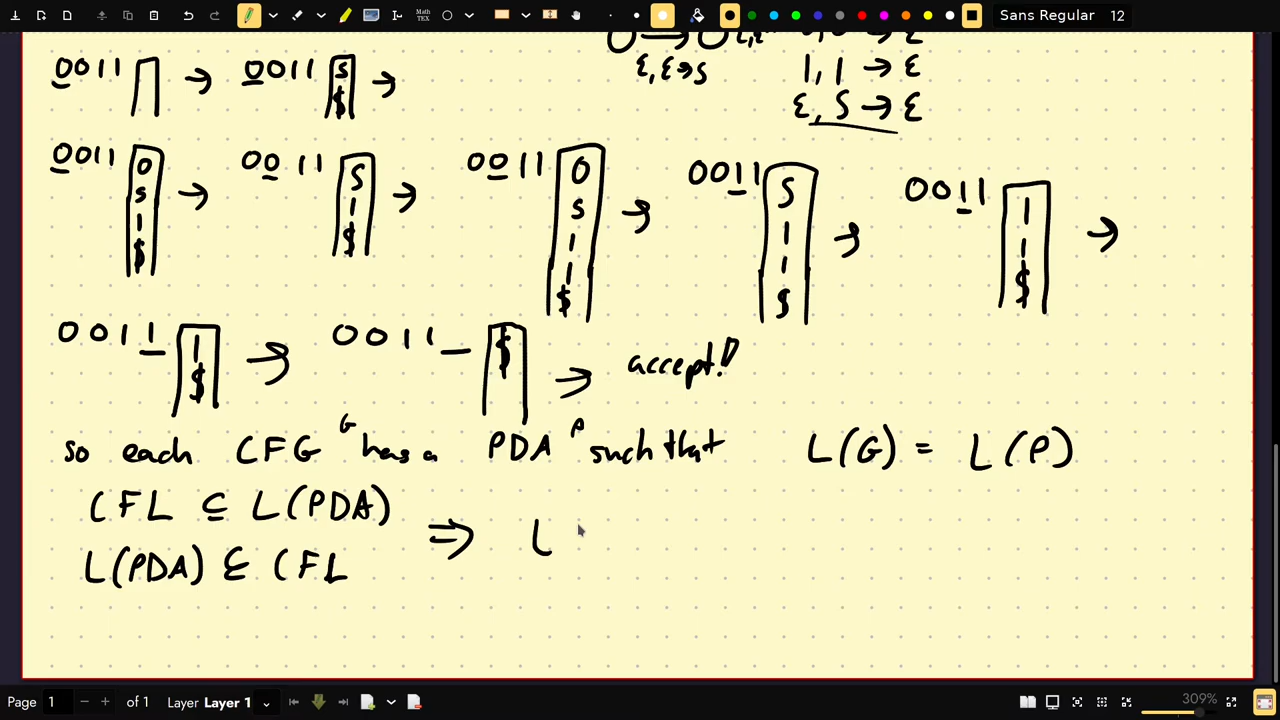 Math TEX
Sans Regular 12
ε,ε→S
1, 1 → ε
ε, S → ε
0011 → 0011 S $ →
0011 0 S 1 $ → 0011 S 1 $ → 0011 0 S 1 1 $ → 0011 S 1 1 $ → 0011 1 1 $ →
0011 1 $ → 0011 $ → accept!
so each CFG G has a PDA P such that L(G) = L(P)
CFL ⊆ L(PDA)
⇒ L
L(PDA) ⊆ CFL
Page 1 of 1 Layer Layer 1 309%